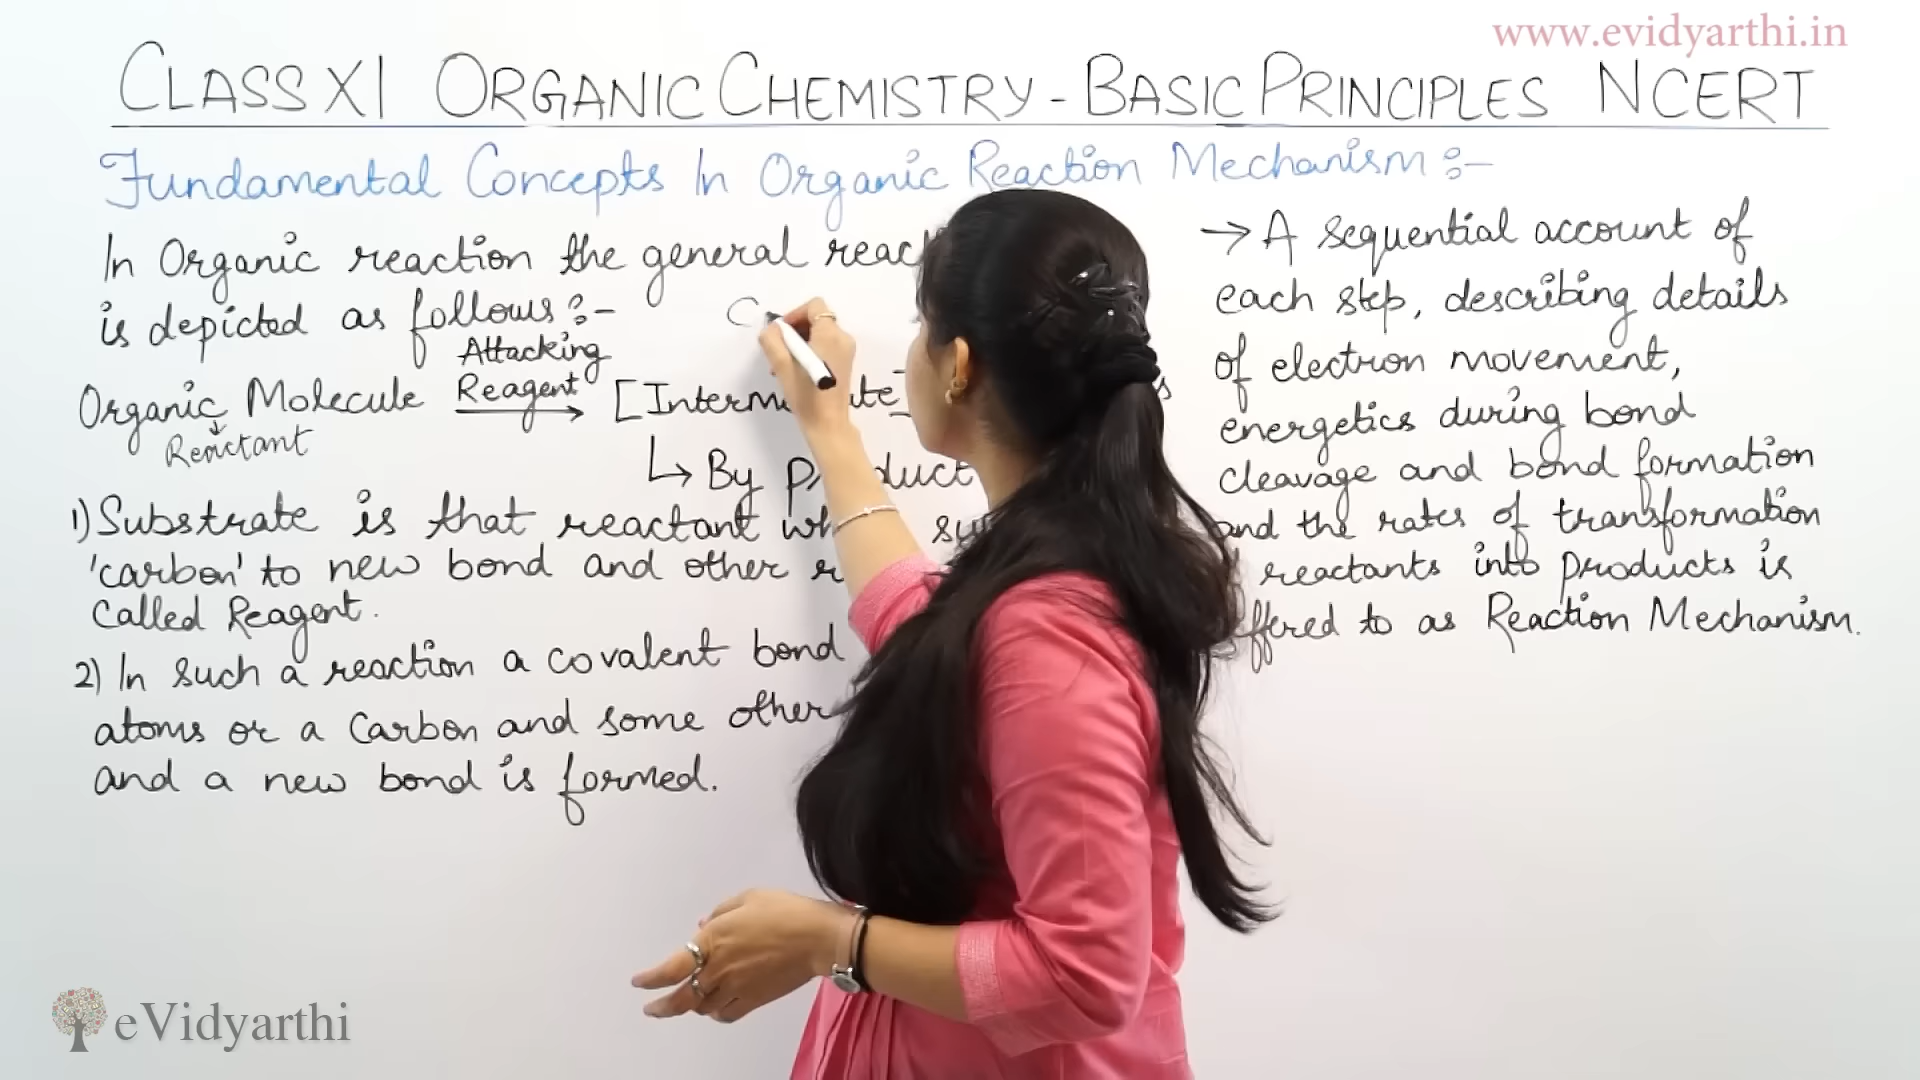 www.evidyarthi.in
CLASS XI ORGANIC CHEMISTRY - BASIC PRINCIPLES NCERT
Fundamental Concepts In Organic Reaction Mechanism :-
In Organic reaction the general
is depicted as follows :-
Attacking
Organic Molecule Reagent → [Intermediate]
Reactant
↳ By product
1) Substrate is that reactant
'carbon' to new bond and other
called Reagent.
2) In such a reaction a covalent bond
atoms or a carbon and some other
and a new bond is formed.
→ A sequential account of
each step, describing details
of electron movement,
energetics during bond
cleavage and bond formation
and the rates of transformation
reactants into products is
to as Reaction Mechanism.
eVidyarthi